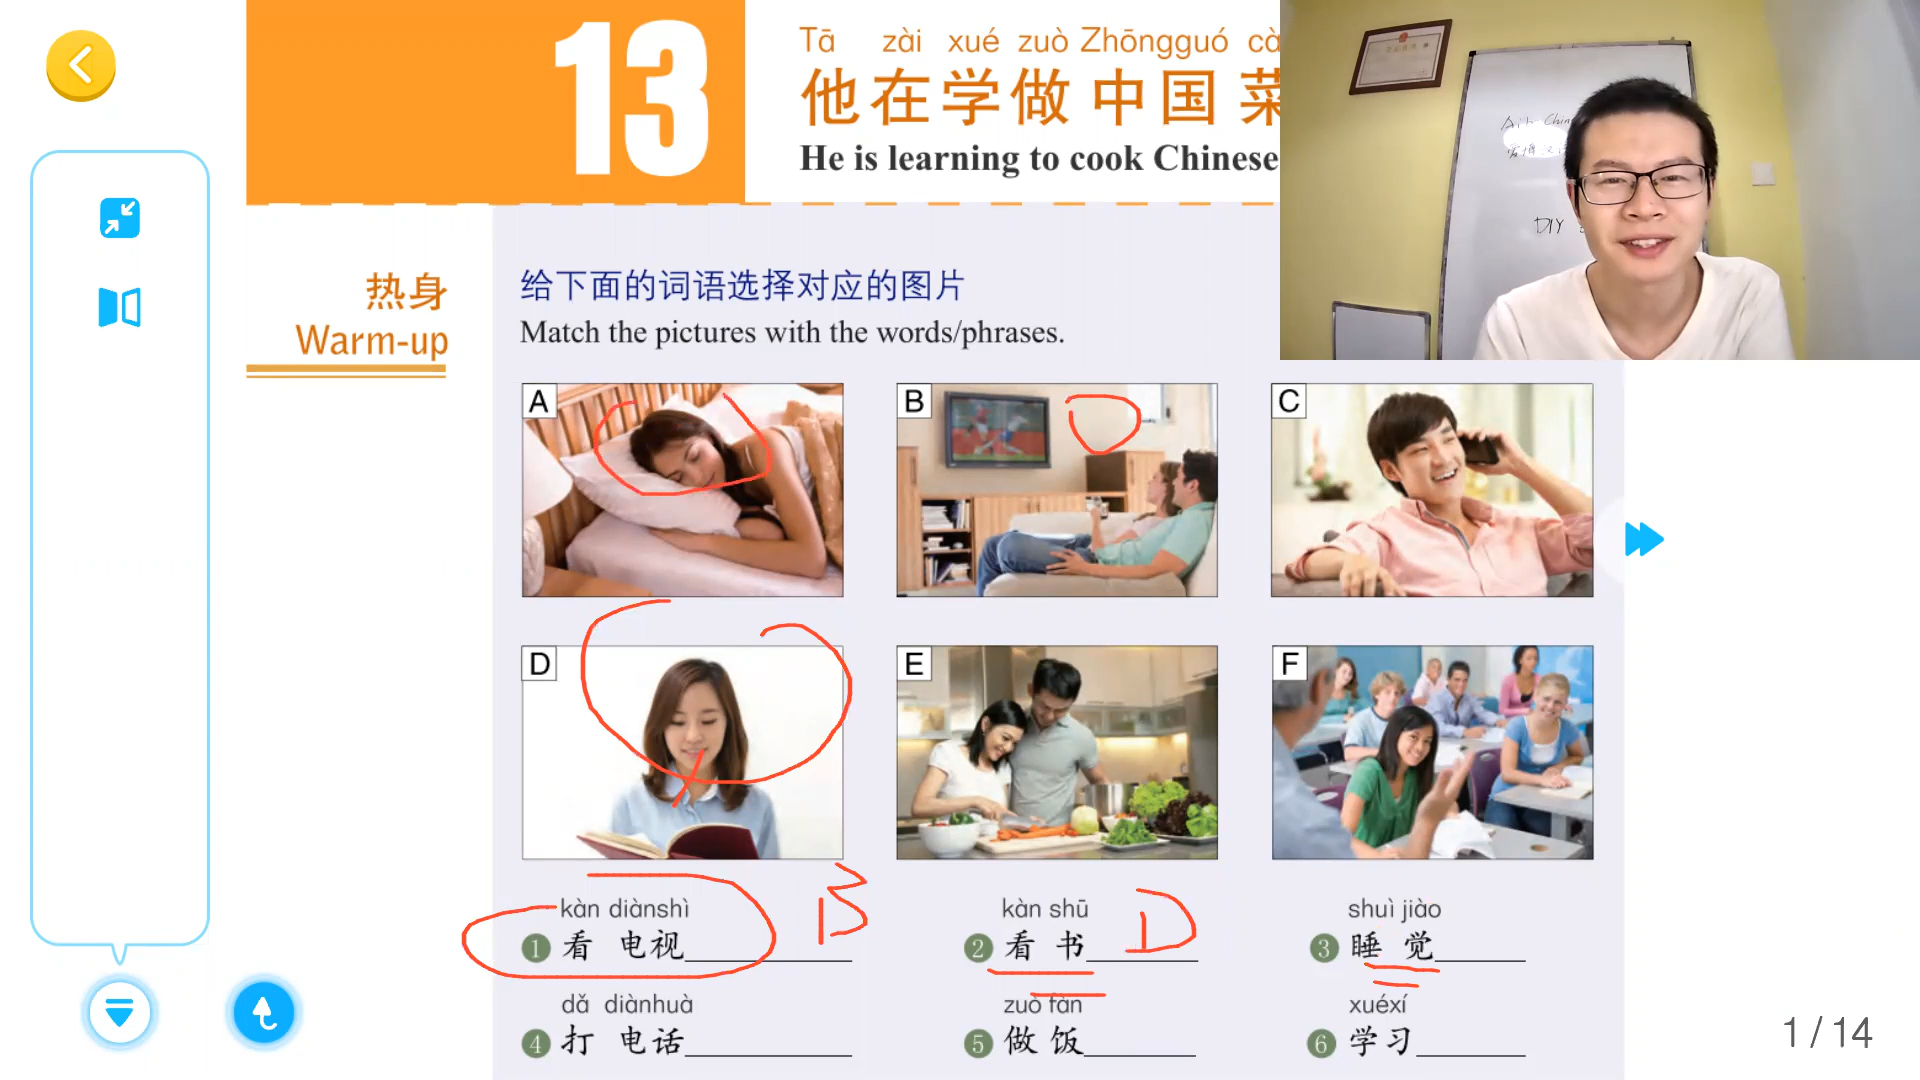 13
Tā zài xué zuò Zhōngguó cà
他在学做中国菜
He is learning to cook Chinese
热身
Warm-up
给下面的词语选择对应的图片
Match the pictures with the words/phrases.
A
B
C
D
E
F
kàn diànshì
1 看 电视 B
kàn shū
2 看 书 D
shuì jiào
3 睡 觉
dǎ diànhuà
4 打 电话
zuò fàn
5 做 饭
xuéxí
6 学习
DIY
1 / 14